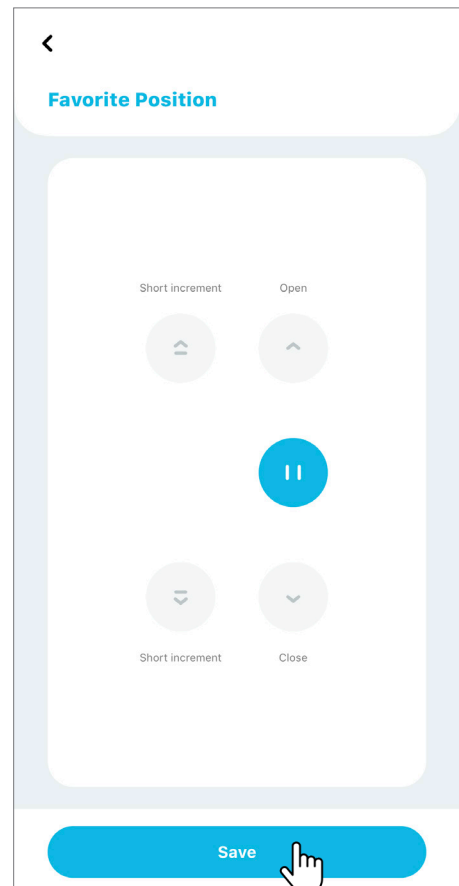 Favorite Position
Short increment
Open
Short increment
Close
Save